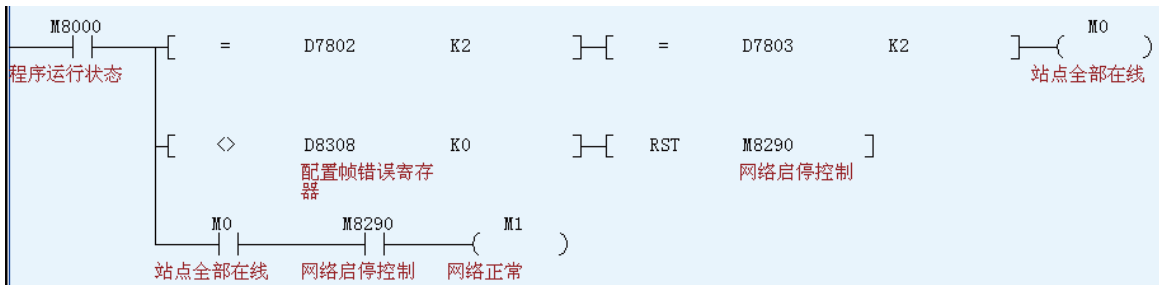 M8000
= D7802 K2 = D7803 K2 M0
程序运行状态 站点全部在线
<> D8308 K0 RST M8290
配置帧错误寄存 网络启停控制
器
M0 M8290 M1
站点全部在线 网络启停控制 网络正常